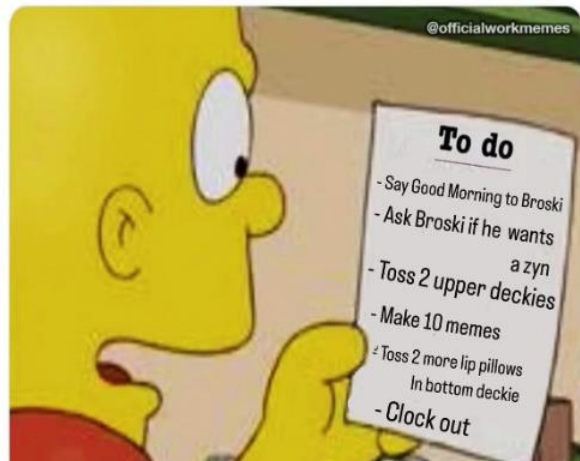 @officialworkmemes
To do
- Say Good Morning to Broski
- Ask Broski if he wants
a zyn
- Toss 2 upper deckies
- Make 10 memes
- Toss 2 more lip pillows
In bottom deckie
- Clock out